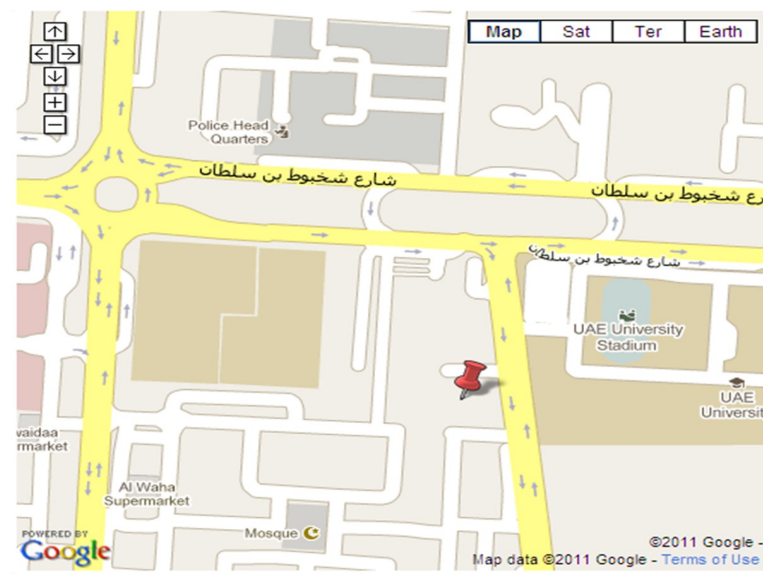 Map Sat Ter Earth
Police Head
Quarters
شارع شخبوط بن سلطان
شارع شخبوط بن سلطان
شارع شخبوط بن سلطان
UAE University
Stadium
UAE
Universit
waidaa
rmarket
Al Waha
Supermarket
Mosque
POWERED BY
Google
©2011 Google -
Map data ©2011 Google - Terms of Use